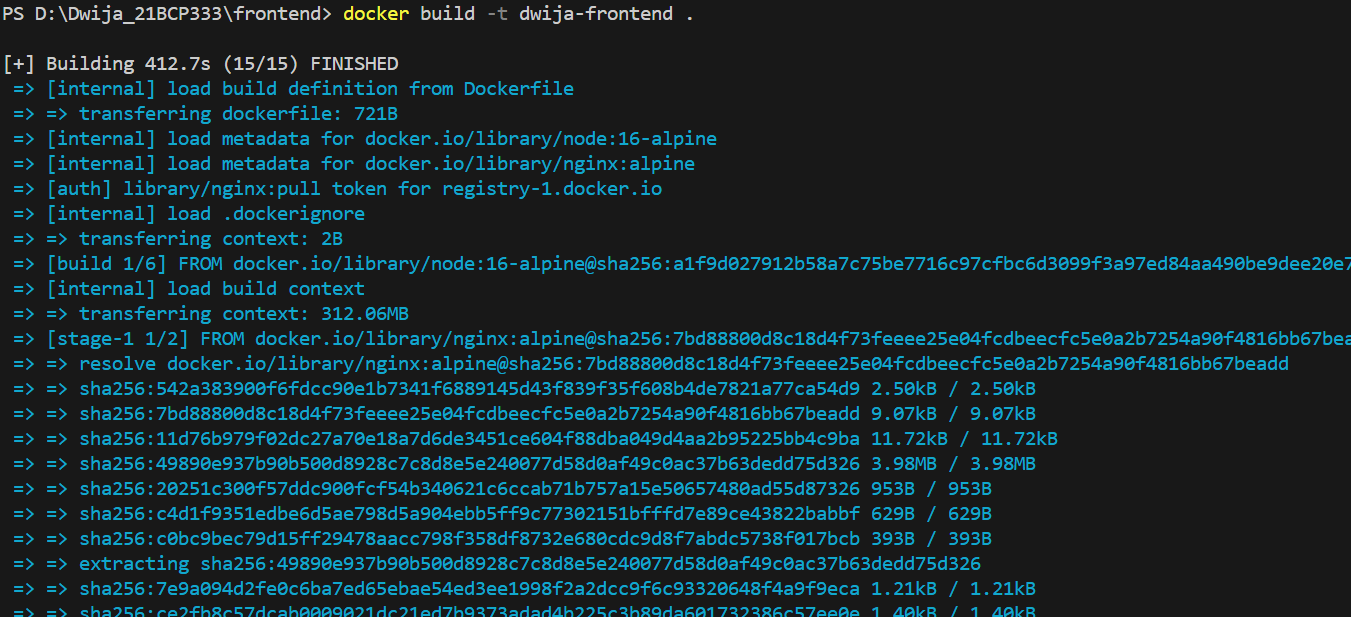 PS D:\Dwija_21BCP333\frontend> docker build -t dwija-frontend .
[+] Building 412.7s (15/15) FINISHED
=> [internal] load build definition from Dockerfile
=> => transferring dockerfile: 721B
=> [internal] load metadata for docker.io/library/node:16-alpine
=> [internal] load metadata for docker.io/library/nginx:alpine
=> [auth] library/nginx:pull token for registry-1.docker.io
=> [internal] load .dockerignore
=> => transferring context: 2B
=> [build 1/6] FROM docker.io/library/node:16-alpine@sha256:a1f9d027912b58a7c75be7716c97cfbc6d3099f3a97ed84aa490be9dee20e7
=> [internal] load build context
=> => transferring context: 312.06MB
=> [stage-1 1/2] FROM docker.io/library/nginx:alpine@sha256:7bd88800d8c18d4f73feeee25e04fcdbeecfc5e0a2b7254a90f4816bb67bea
=> => resolve docker.io/library/nginx:alpine@sha256:7bd88800d8c18d4f73feeee25e04fcdbeecfc5e0a2b7254a90f4816bb67beadd
=> => sha256:542a383900f6fdcc90e1b7341f6889145d43f839f35f608b4de7821a77ca54d9 2.50kB / 2.50kB
=> => sha256:7bd88800d8c18d4f73feeee25e04fcdbeecfc5e0a2b7254a90f4816bb67beadd 9.07kB / 9.07kB
=> => sha256:11d76b979f02dc27a70e18a7d6de3451ce604f88dba049d4aa2b95225bb4c9ba 11.72kB / 11.72kB
=> => sha256:49890e937b90b500d8928c7c8d8e5e240077d58d0af49c0ac37b63dedd75d326 3.98MB / 3.98MB
=> => sha256:20251c300f57ddc900fcf54b340621c6ccab71b757a15e50657480ad55d87326 953B / 953B
=> => sha256:c4d1f9351edbe6d5ae798d5a904ebb5ff9c77302151bfffd7e89ce43822babbf 629B / 629B
=> => sha256:c0bc9bec79d15ff29478aacc798f358df8732e680cdc9d8f7abdc5738f017bcb 393B / 393B
=> => extracting sha256:49890e937b90b500d8928c7c8d8e5e240077d58d0af49c0ac37b63dedd75d326
=> => sha256:7e9a094d2fe0c6ba7ed65ebae54ed3ee1998f2a2dcc9f6c93320648f4a9f9eca 1.21kB / 1.21kB
=> => sha256:ce2fb8c57dcab0009021dc21ed7b9373adad4b225c3b89da601732386c57ee0e 1.40kB / 1.40kB